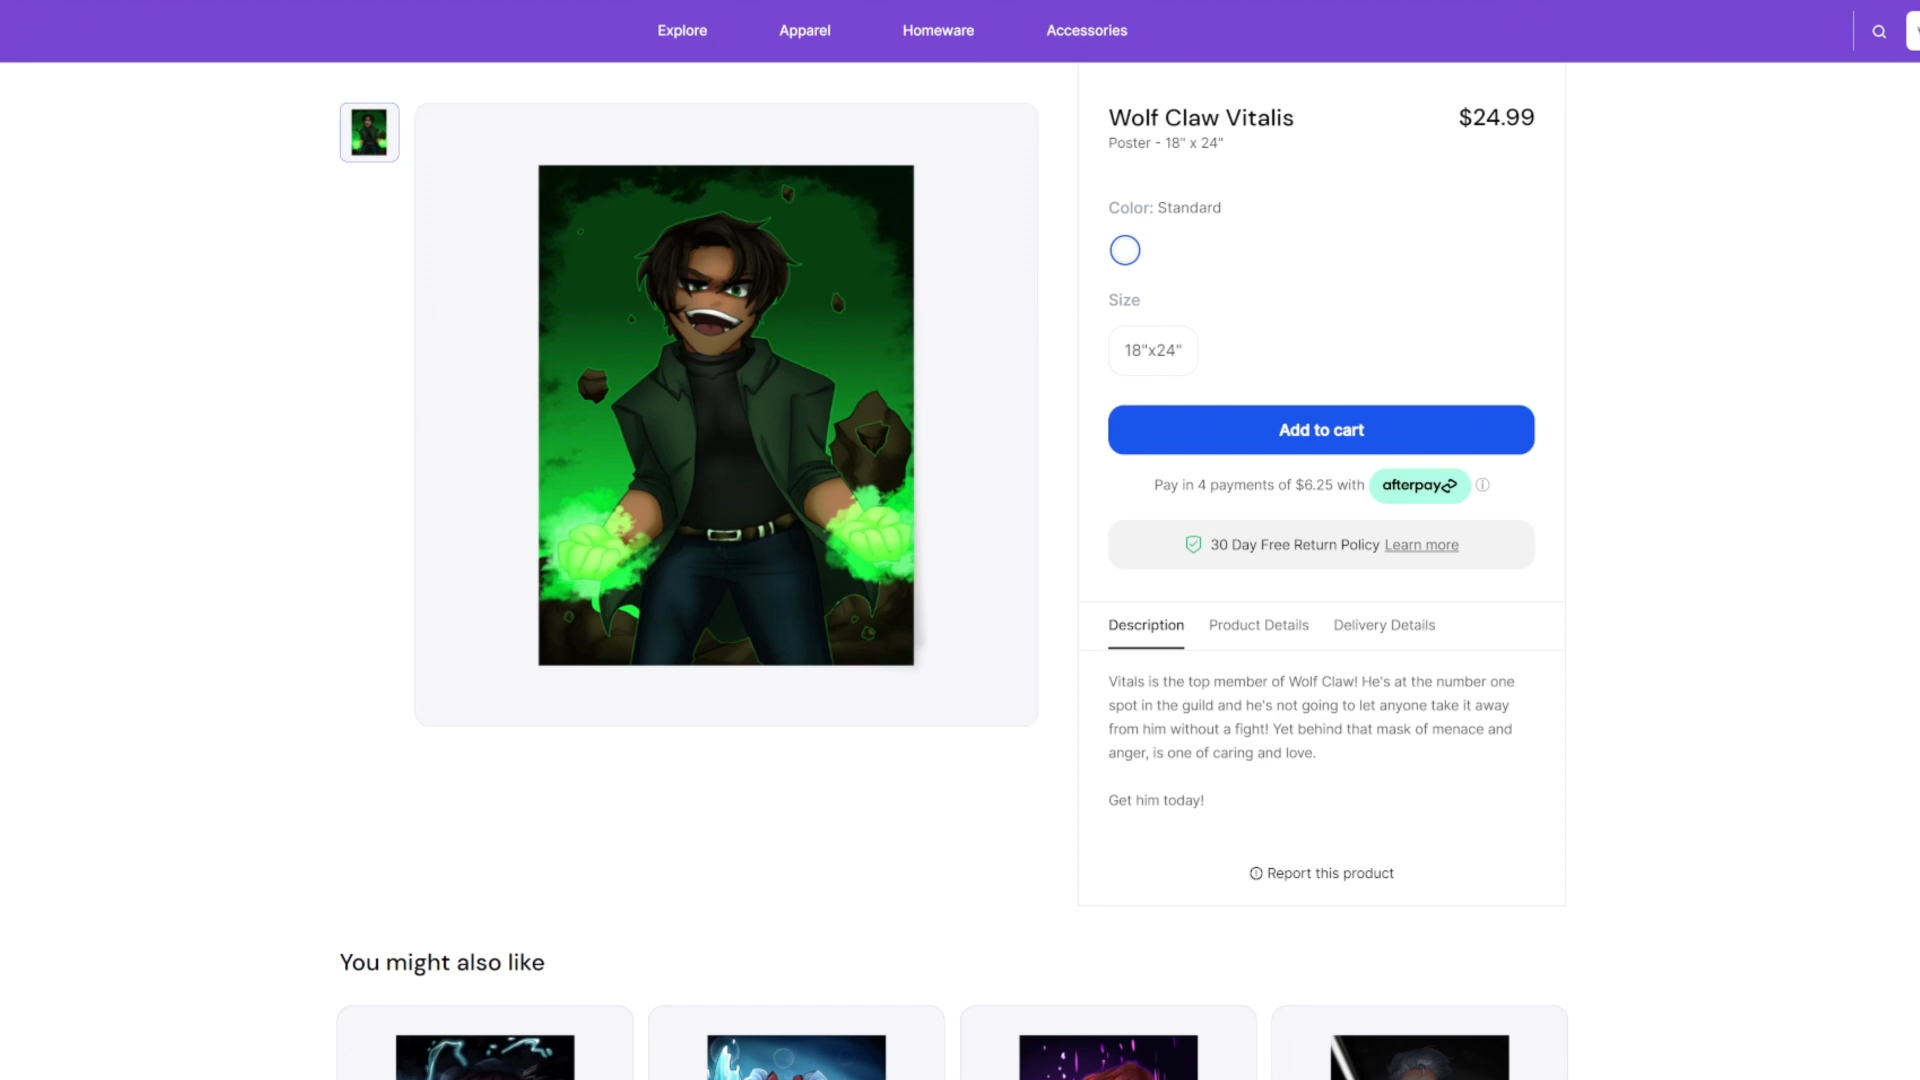 Explore Apparel Homeware Accessories
Wolf Claw Vitalis $24.99
Poster - 18" x 24"
Color: Standard
Size
18"x24"
Add to cart
Pay in 4 payments of $6.25 with afterpay
30 Day Free Return Policy Learn more
Description Product Details Delivery Details
Vitals is the top member of Wolf Claw! He's at the number one
spot in the guild and he's not going to let anyone take it away
from him without a fight! Yet behind that mask of menace and
anger, is one of caring and love.
Get him today!
Report this product
You might also like